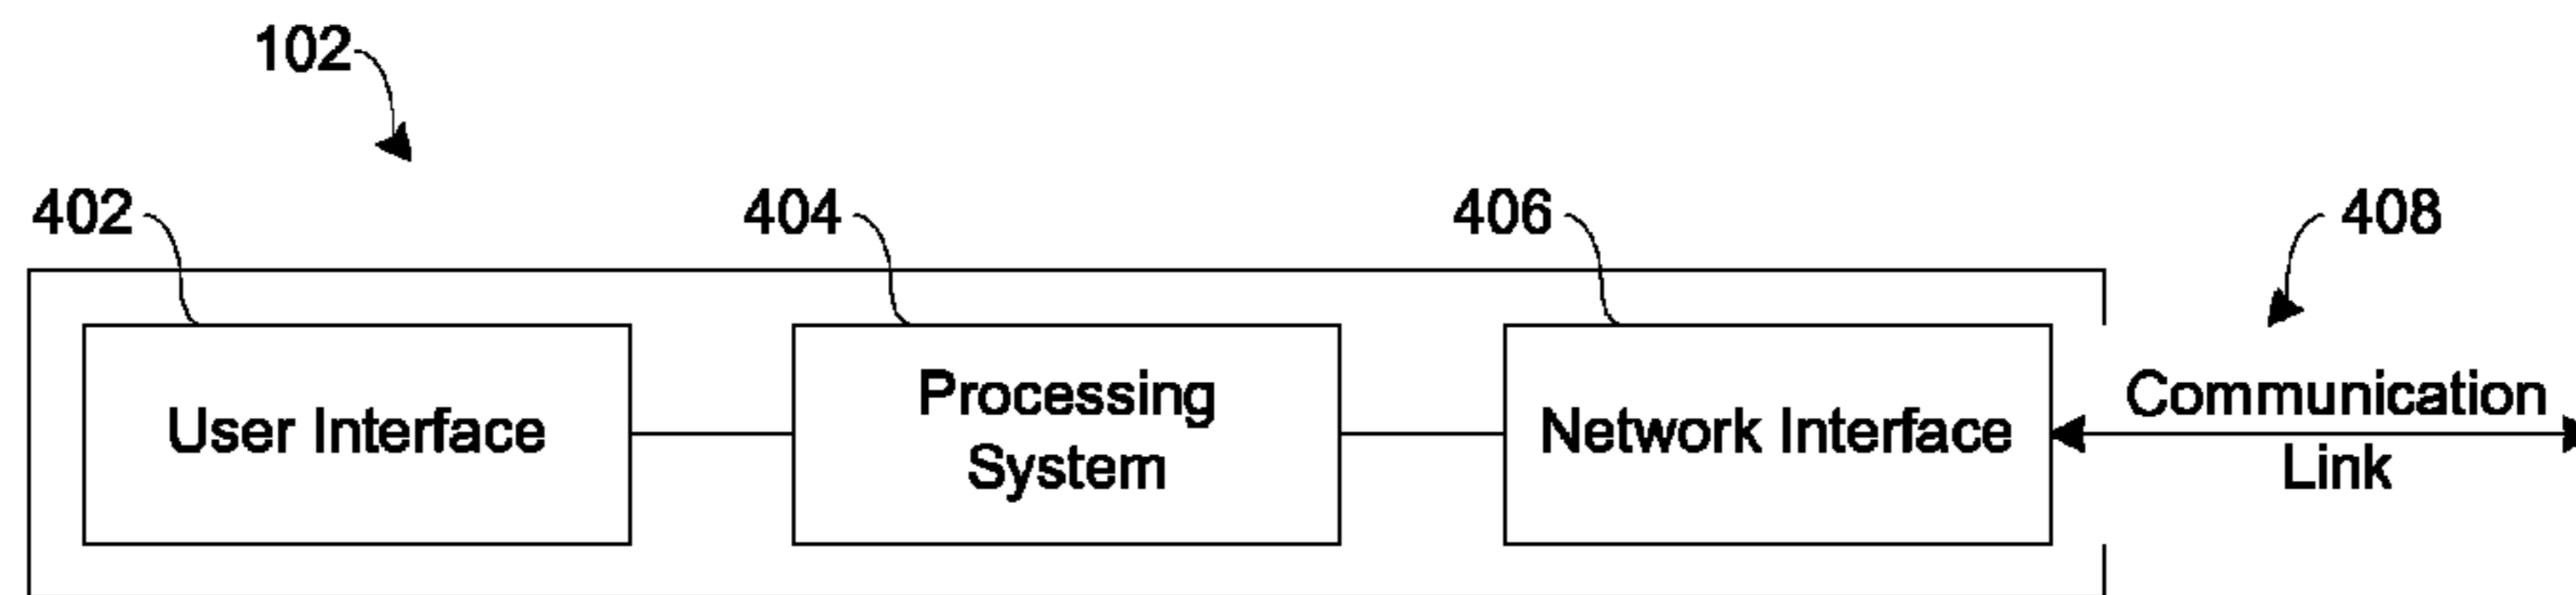 102
402
404
406
408
User Interface
Processing
System
Network Interface
Communication
Link